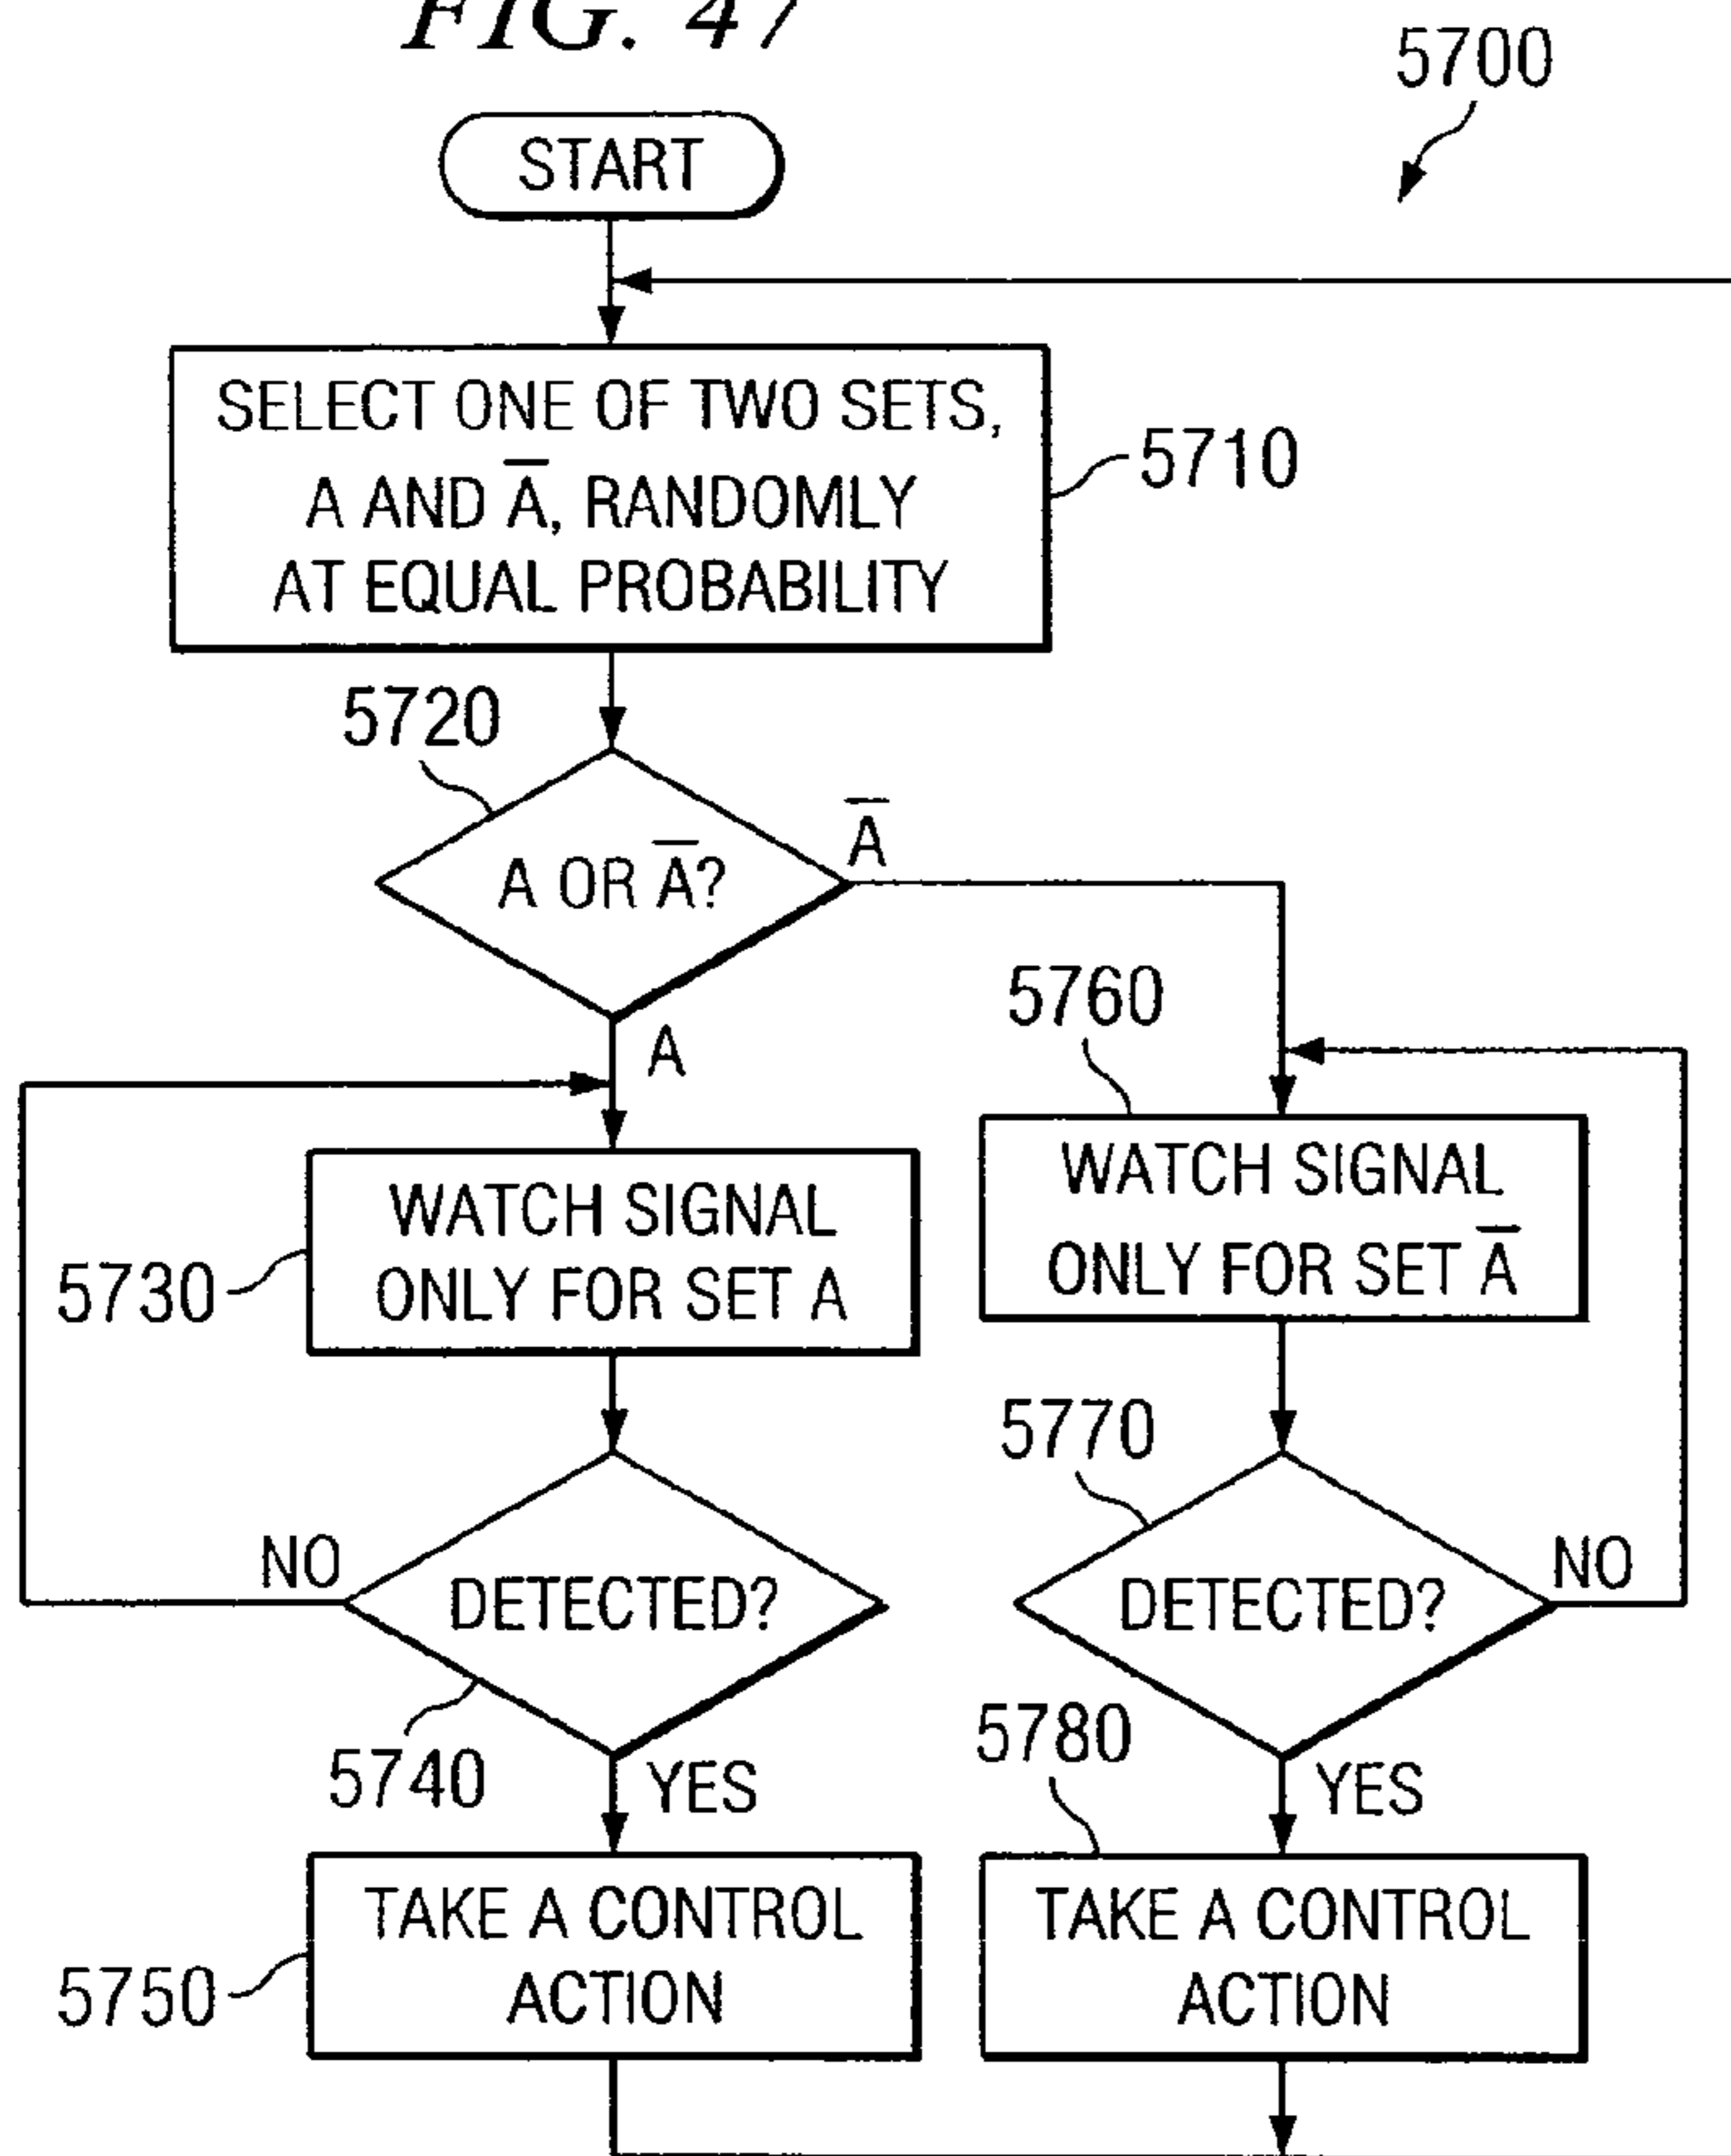 FIG. 47
5700
START
SELECT ONE OF TWO SETS,
A AND A̅, RANDOMLY
AT EQUAL PROBABILITY
5710
5720
A OR A̅?
A̅
A
5760
WATCH SIGNAL
ONLY FOR SET A
5730
WATCH SIGNAL
ONLY FOR SET A̅
5770
DETECTED?
NO
5740
YES
DETECTED?
NO
5780
YES
TAKE A CONTROL
ACTION
5750
TAKE A CONTROL
ACTION